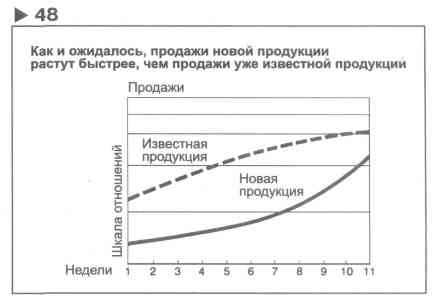 ▶ 48
Как и ожидалось, продажи новой продукции
растут быстрее, чем продажи уже известной продукции
Продажи
Известная
продукция
Новая
продукция
Шкала отношений
Недели 1 2 3 4 5 6 7 8 9 10 11